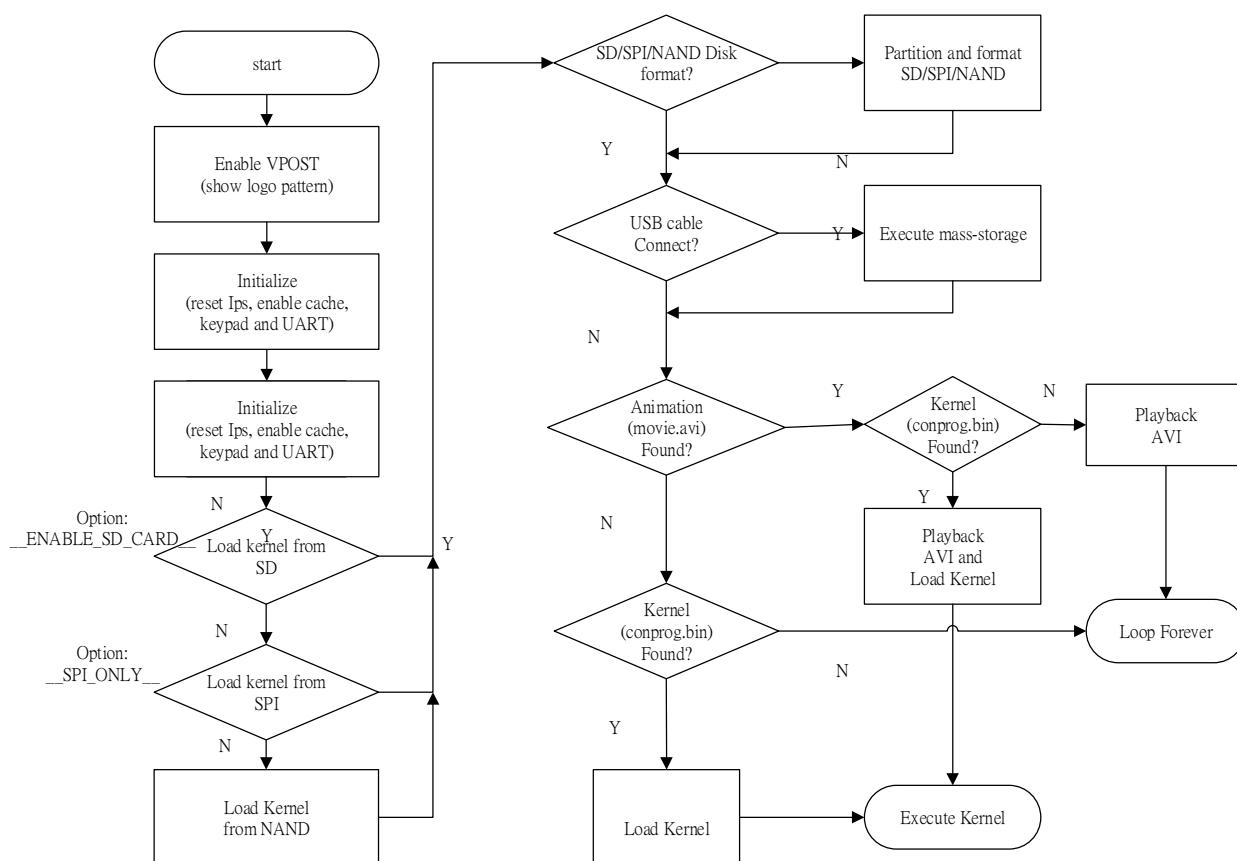 start
Enable VPOST
(show logo pattern)
Initialize
(reset Ips, enable cache,
keypad and UART)
Initialize
(reset Ips, enable cache,
keypad and UART)
N
Option:
__ENABLE_SD_CARD__
Y
Load kernel from
SD
Y
N
Option:
__SPI_ONLY__
Load kernel from
SPI
N
Load Kernel
from NAND
SD/SPI/NAND Disk
format?
Partition and format
SD/SPI/NAND
Y
N
USB cable
Connect?
Y
Execute mass-storage
N
Animation
(movie.avi)
Found?
Y
Kernel
(conprog.bin)
Found?
N
Playback
AVI
Y
Playback
AVI and
Load Kernel
N
Kernel
(conprog.bin)
Found?
N
Loop Forever
Y
Load Kernel
Execute Kernel